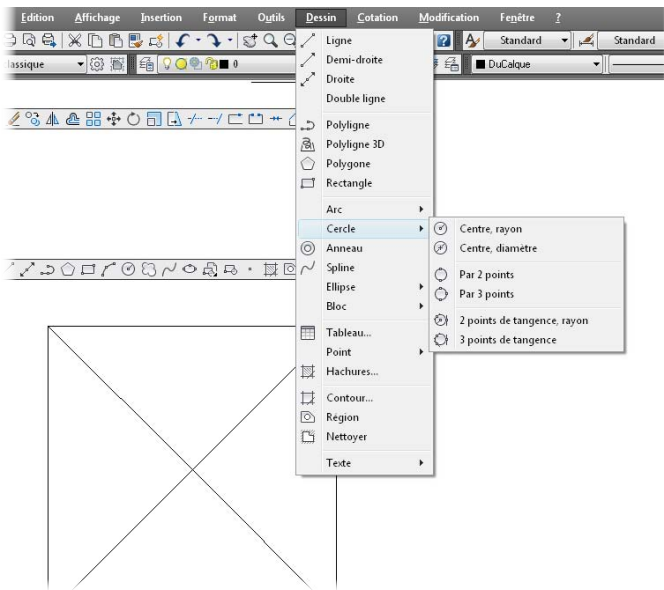 Edition Affichage Insertion Format Outils Dessin Cotation Modification Fenêtre ?
Standard Standard
lassique 0 DuCalque
Ligne
Demi-droite
Droite
Double ligne
Polyligne
Polyligne 3D
Polygone
Rectangle
Arc
Cercle
Anneau
Spline
Ellipse
Bloc
Tableau...
Point
Hachures...
Contour...
Région
Nettoyer
Texte
Centre, rayon
Centre, diamètre
Par 2 points
Par 3 points
2 points de tangence, rayon
3 points de tangence